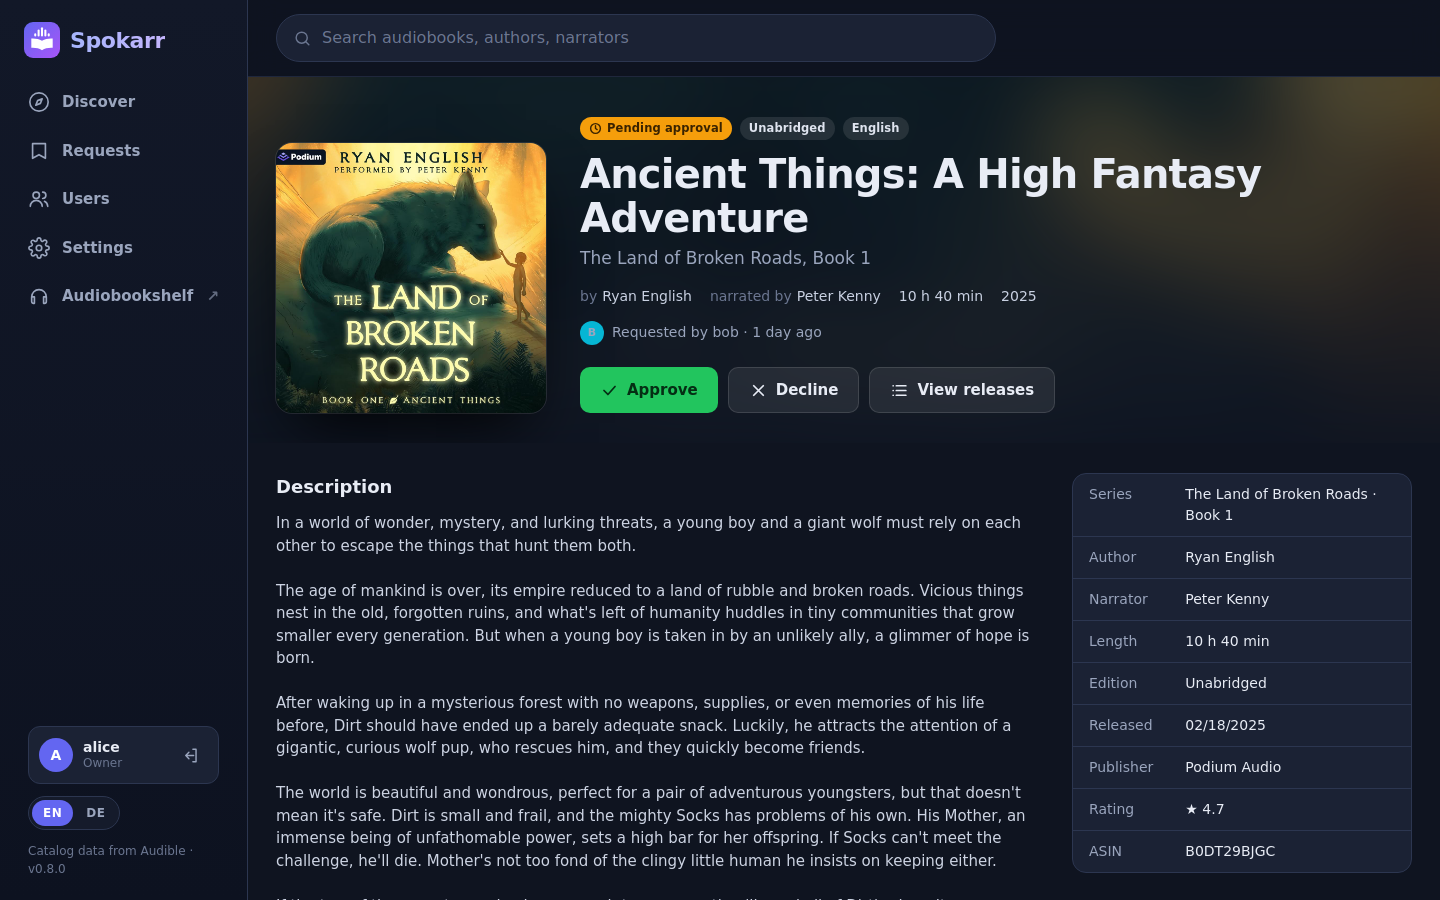 Spokarr
Search audiobooks, authors, narrators
Discover
Requests
Users
Settings
Audiobookshelf ↗
alice
A
Owner
EN DE
Catalog data from Audible ·
v0.8.0
Podium
RYAN ENGLISH
PERFORMED BY PETER KENNY
THE LAND OF
BROKEN
ROADS
BOOK ONE ANCIENT THINGS
Pending approval Unabridged English
Ancient Things: A High Fantasy
Adventure
The Land of Broken Roads, Book 1
by Ryan English narrated by Peter Kenny 10 h 40 min 2025
B Requested by bob · 1 day ago
Approve Decline View releases
Description
In a world of wonder, mystery, and lurking threats, a young boy and a giant wolf must rely on each
other to escape the things that hunt them both.
The age of mankind is over, its empire reduced to a land of rubble and broken roads. Vicious things
nest in the old, forgotten ruins, and what's left of humanity huddles in tiny communities that grow
smaller every generation. But when a young boy is taken in by an unlikely ally, a glimmer of hope is
born.
After waking up in a mysterious forest with no weapons, supplies, or even memories of his life
before, Dirt should have ended up a barely adequate snack. Luckily, he attracts the attention of a
gigantic, curious wolf pup, who rescues him, and they quickly become friends.
The world is beautiful and wondrous, perfect for a pair of adventurous youngsters, but that doesn't
mean it's safe. Dirt is small and frail, and the mighty Socks has problems of his own. His Mother, an
immense being of unfathomable power, sets a high bar for her offspring. If Socks can't meet the
challenge, he'll die. Mother's not too fond of the clingy little human he insists on keeping either.
Series The Land of Broken Roads ·
Book 1
Author Ryan English
Narrator Peter Kenny
Length 10 h 40 min
Edition Unabridged
Released 02/18/2025
Publisher Podium Audio
Rating ★ 4.7
ASIN B0DT29BJGC